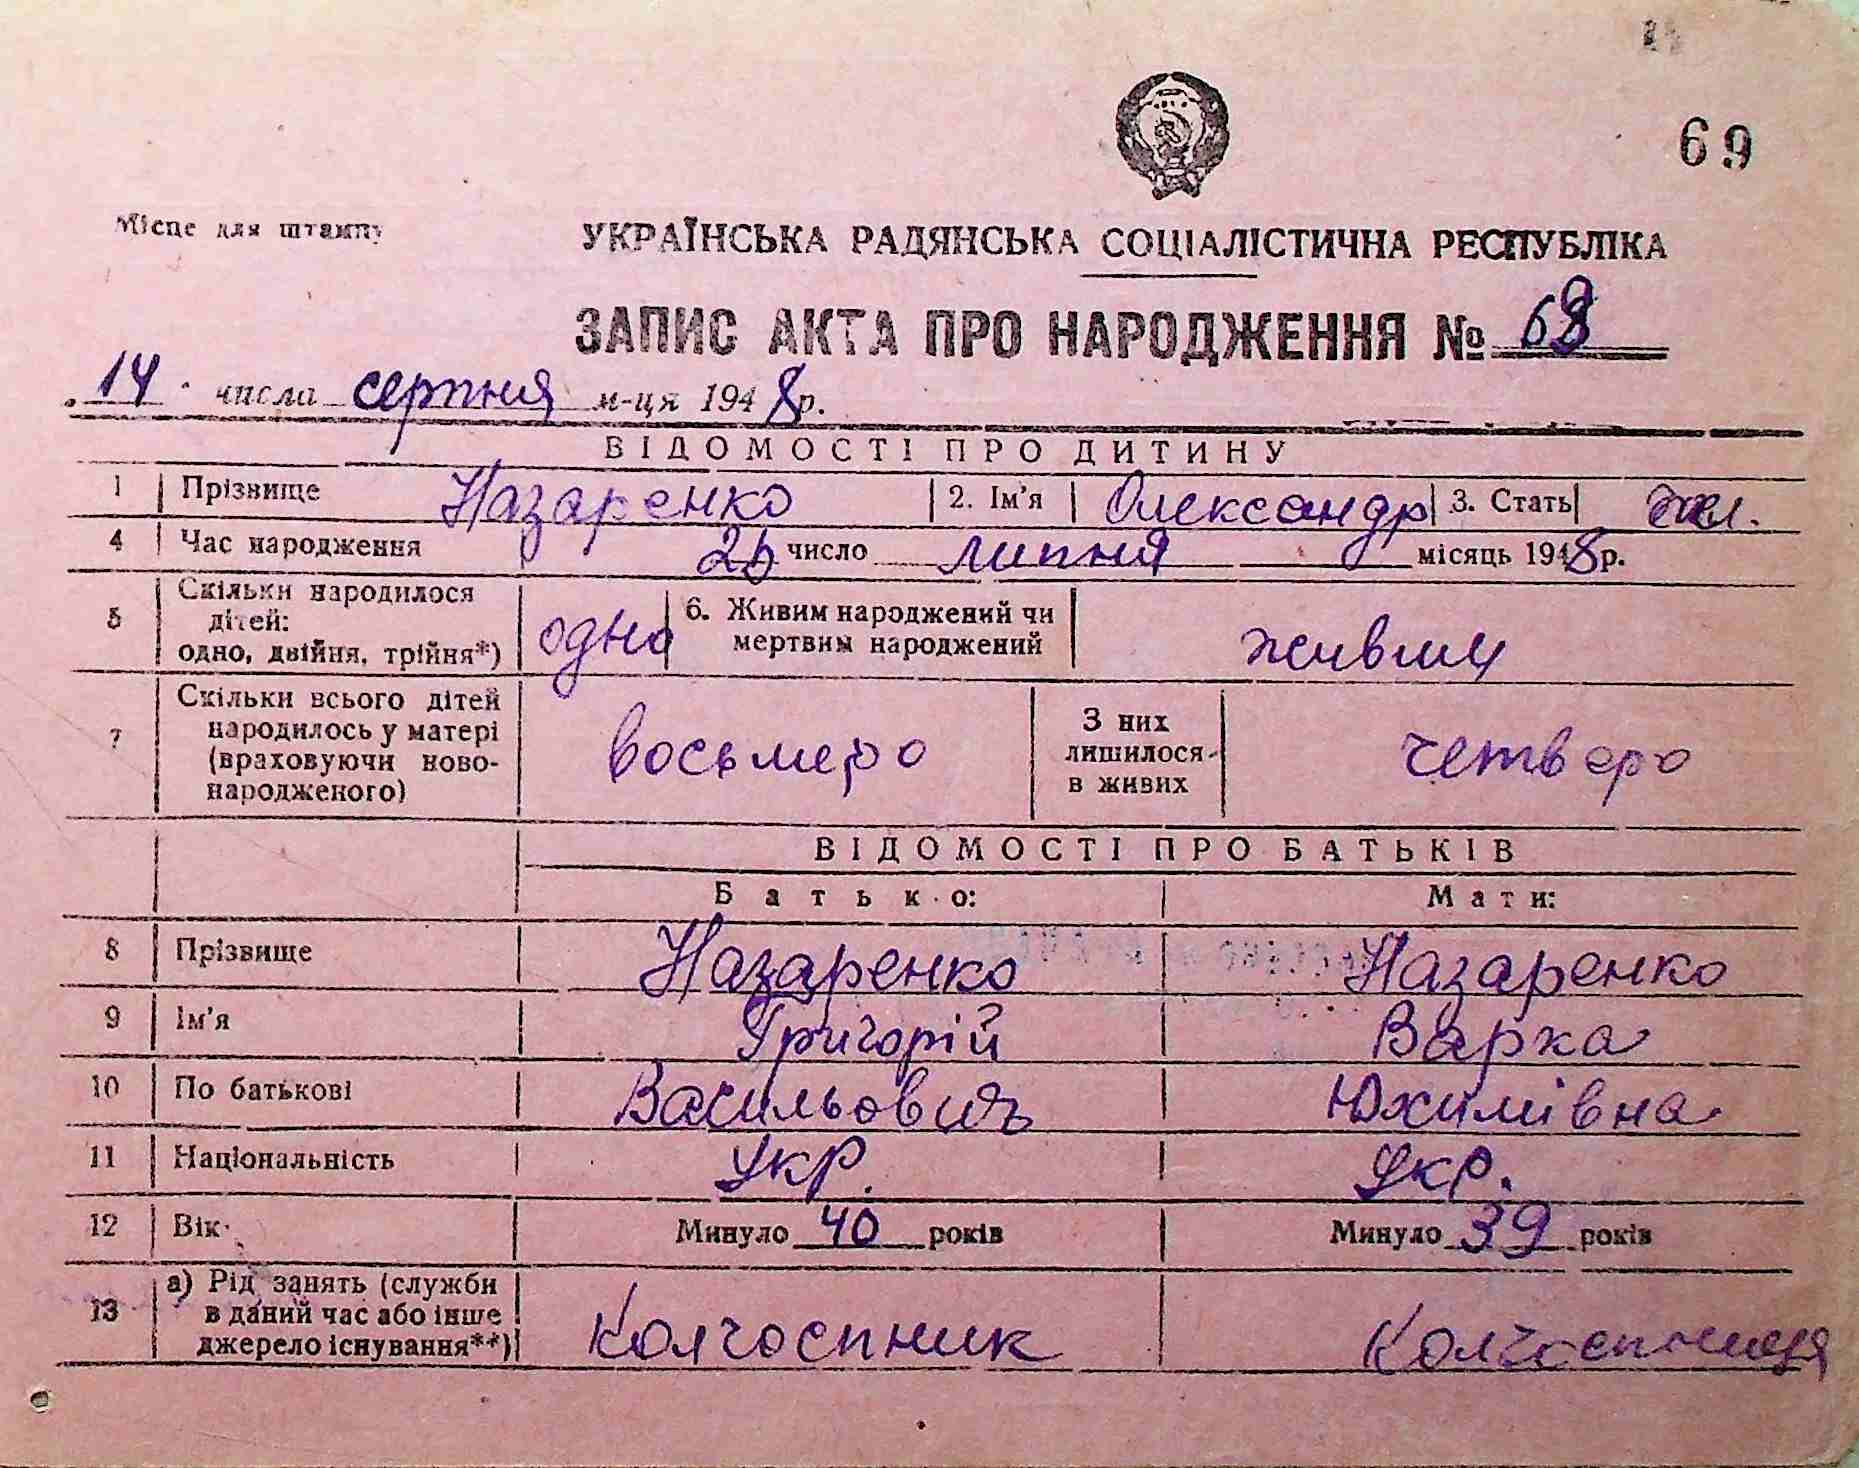 69
Місце для штампу
УКРАЇНСЬКА РАДЯНСЬКА СОЦІАЛІСТИЧНА РЕСПУБЛІКА
ЗАПИС АКТА ПРО НАРОДЖЕННЯ №
14 числа серпня м-ця 1948 р.
ВІДОМОСТІ ПРО ДИТИНУ
1 Прізвище Назаренко 2. Ім'я Олександр 3. Стать
4 Час народження число липня місяць 1948 р.
5 Скільки народилося дітей: одно, двійня, трійня*) одно 6. Живим народжений чи мертвим народжений живим
7 Скільки всього дітей народилось у матері (враховуючи ново-народженого) восьмеро З них лишилося в живих четверо
ВІДОМОСТІ ПРО БАТЬКІВ
Батько: Мати:
8 Прізвище Назаренко Назаренко
9 Ім'я Григорій Варка
10 По батькові Васильович Юхимівна
11 Національність Укр. Укр.
12 Вік Минуло 40 років Минуло 39 років
13 а) Рід занять (служби в даний час або інше джерело існування**) Колгоспник Колгоспниця